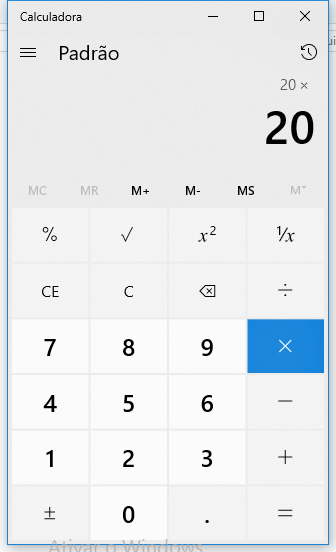 Calculadora
Padrão
20 ×
20
MC MR M+ M- MS M˅
% √ x² ¹/x
CE C ÷
7 8 9 ×
4 5 6 −
1 2 3 +
± 0 . =
Ativar o Windows